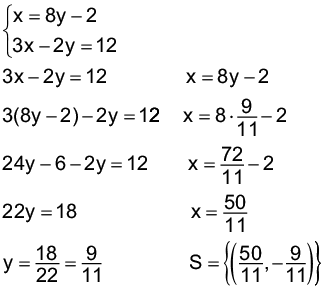 x = 8y − 2
3x − 2y = 12
3x − 2y = 12    x = 8y − 2
3(8y − 2) − 2y = 12    x = 8 · 9/11 − 2
24y − 6 − 2y = 12    x = 72/11 − 2
22y = 18    x = 50/11
y = 18/22 = 9/11    S = {(50/11, − 9/11)}